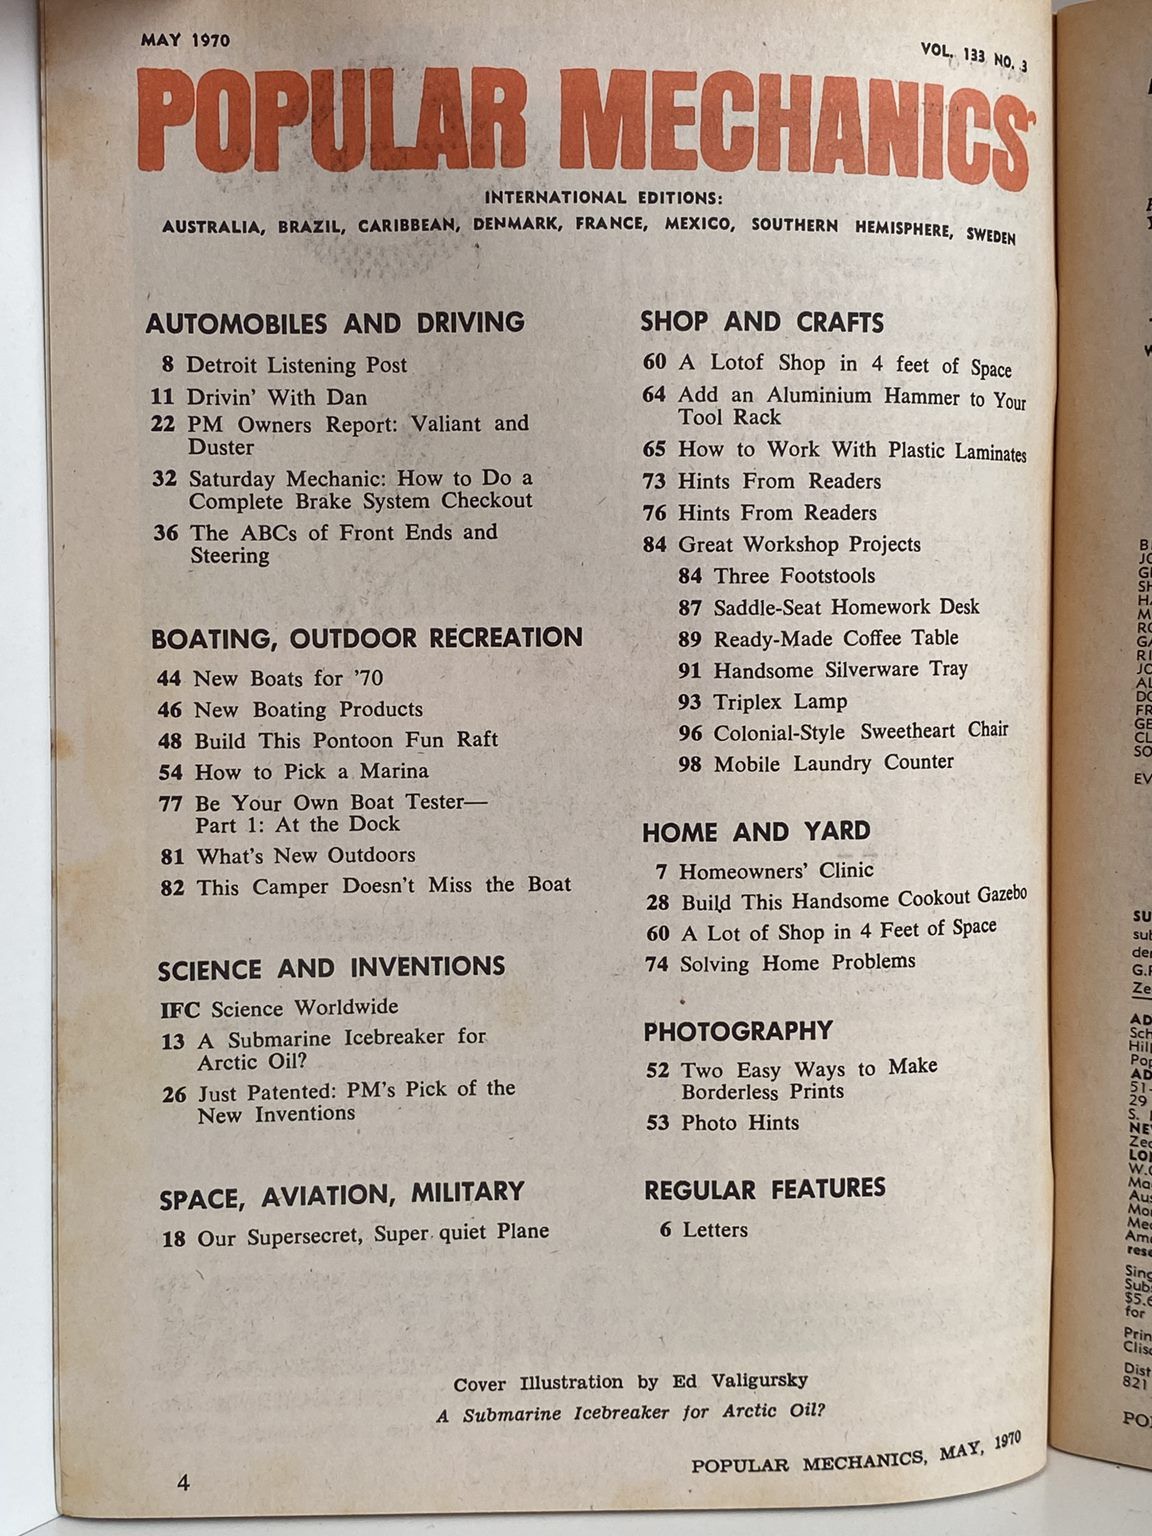 MAY 1970
VOL. 133 NO. 3
POPULAR MECHANICS
INTERNATIONAL EDITIONS:
AUSTRALIA, BRAZIL, CARIBBEAN, DENMARK, FRANCE, MEXICO, SOUTHERN HEMISPHERE, SWEDEN
AUTOMOBILES AND DRIVING
8 Detroit Listening Post
11 Drivin' With Dan
22 PM Owners Report: Valiant and
Duster
32 Saturday Mechanic: How to Do a
Complete Brake System Checkout
36 The ABCs of Front Ends and
Steering
BOATING, OUTDOOR RECREATION
44 New Boats for '70
46 New Boating Products
48 Build This Pontoon Fun Raft
54 How to Pick a Marina
77 Be Your Own Boat Tester—
Part 1: At the Dock
81 What's New Outdoors
82 This Camper Doesn't Miss the Boat
SCIENCE AND INVENTIONS
IFC Science Worldwide
13 A Submarine Icebreaker for
Arctic Oil?
26 Just Patented: PM's Pick of the
New Inventions
SPACE, AVIATION, MILITARY
18 Our Supersecret, Super quiet Plane
SHOP AND CRAFTS
60 A Lotof Shop in 4 feet of Space
64 Add an Aluminium Hammer to Your
Tool Rack
65 How to Work With Plastic Laminates
73 Hints From Readers
76 Hints From Readers
84 Great Workshop Projects
84 Three Footstools
87 Saddle-Seat Homework Desk
89 Ready-Made Coffee Table
91 Handsome Silverware Tray
93 Triplex Lamp
96 Colonial-Style Sweetheart Chair
98 Mobile Laundry Counter
HOME AND YARD
7 Homeowners' Clinic
28 Build This Handsome Cookout Gazebo
60 A Lot of Shop in 4 Feet of Space
74 Solving Home Problems
PHOTOGRAPHY
52 Two Easy Ways to Make
Borderless Prints
53 Photo Hints
REGULAR FEATURES
6 Letters
Cover Illustration by Ed Valigursky
A Submarine Icebreaker for Arctic Oil?
4
POPULAR MECHANICS, MAY, 1970